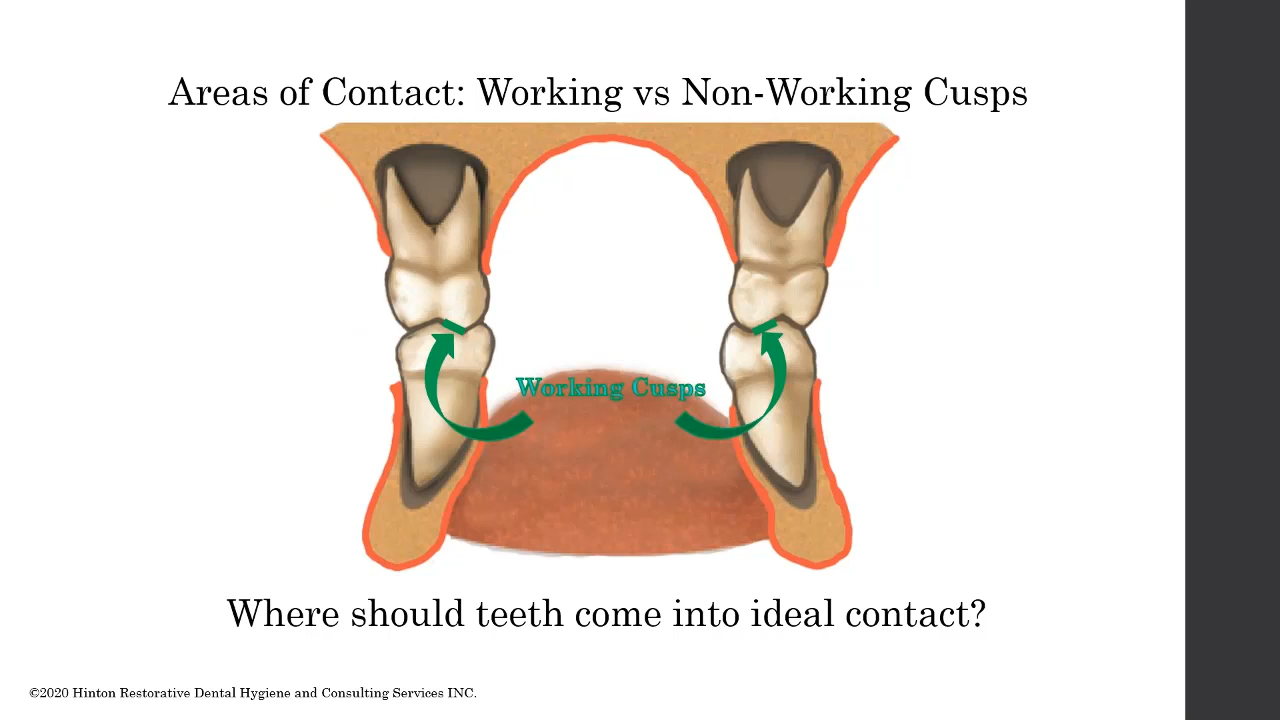 Areas of Contact: Working vs Non-Working Cusps
Working Cusps
Where should teeth come into ideal contact?
©2020 Hinton Restorative Dental Hygiene and Consulting Services INC.